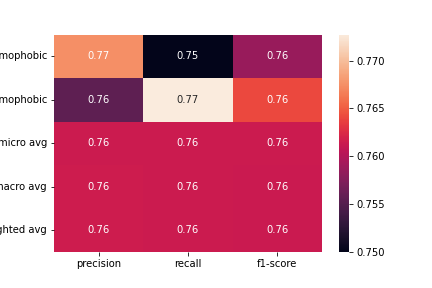 mophobic 0.77 0.75 0.76
mophobic 0.76 0.77 0.76
micro avg 0.76 0.76 0.76
nacro avg 0.76 0.76 0.76
ghted avg 0.76 0.76 0.76
precision recall f1-score
0.770
0.765
0.760
0.755
0.750